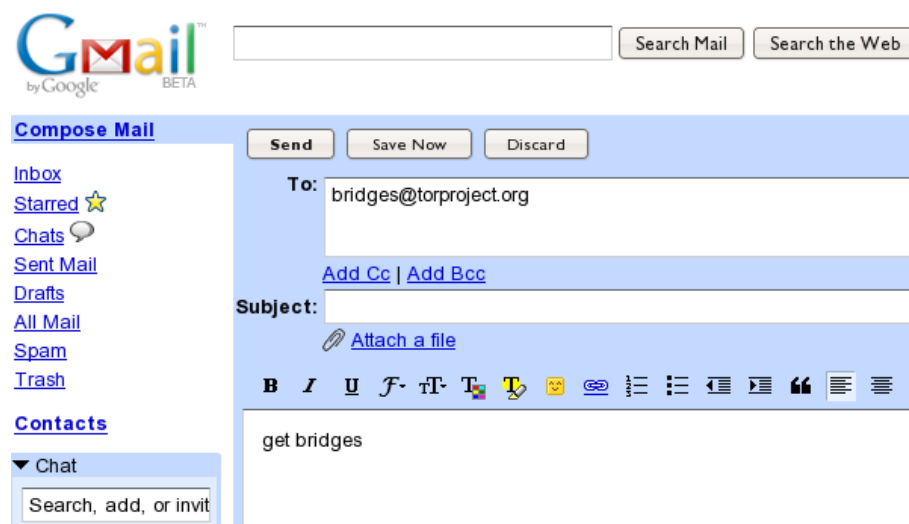 Gmail™
by Google BETA
Search Mail
Search the Web
Compose Mail
Inbox
Starred
Chats
Sent Mail
Drafts
All Mail
Spam
Trash
Contacts
Chat
Search, add, or invit
Send
Save Now
Discard
To: bridges@torproject.org
Add Cc | Add Bcc
Subject:
Attach a file
B I U F TT T T
get bridges